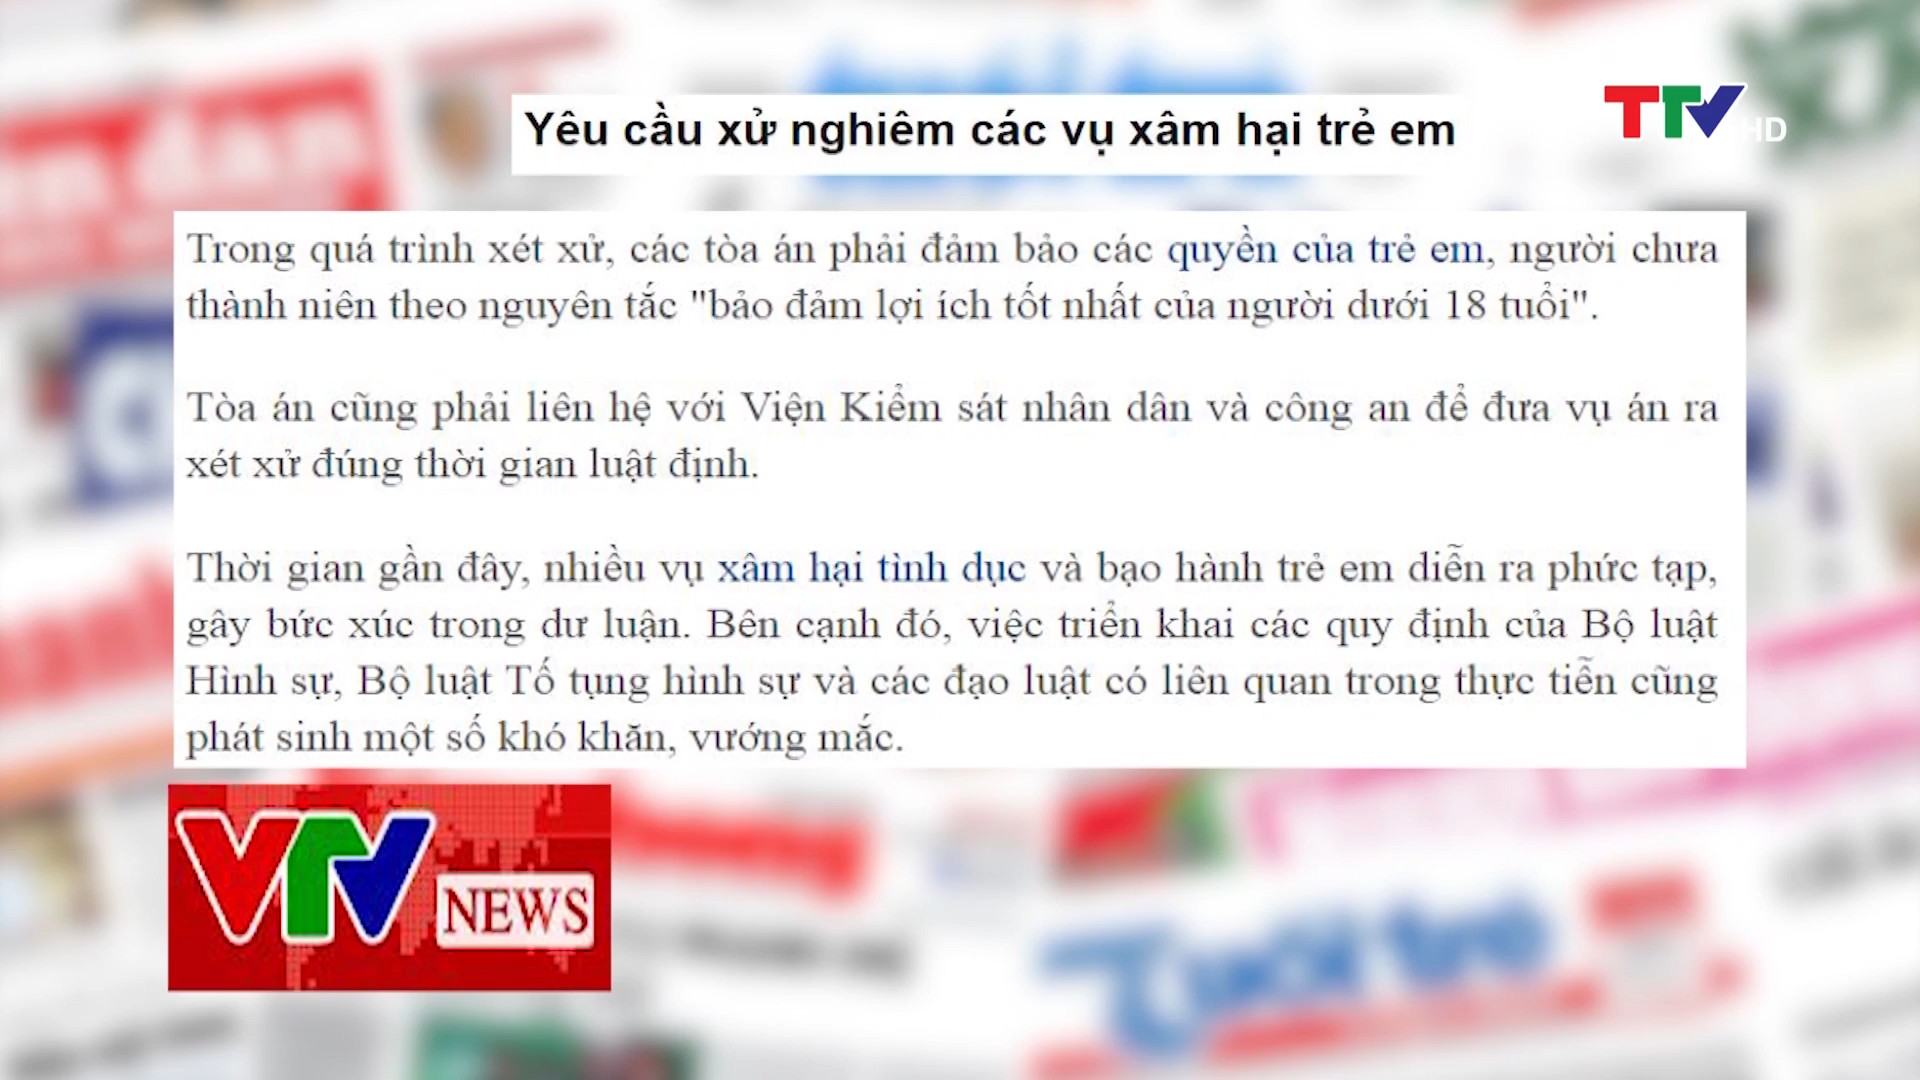 Yêu cầu xử nghiêm các vụ xâm hại trẻ em
TTV HD
Trong quá trình xét xử, các tòa án phải đảm bảo các quyền của trẻ em, người chưa
thành niên theo nguyên tắc "bảo đảm lợi ích tốt nhất của người dưới 18 tuổi".
Tòa án cũng phải liên hệ với Viện Kiểm sát nhân dân và công an để đưa vụ án ra
xét xử đúng thời gian luật định.
Thời gian gần đây, nhiều vụ xâm hại tình dục và bạo hành trẻ em diễn ra phức tạp,
gây bức xúc trong dư luận. Bên cạnh đó, việc triển khai các quy định của Bộ luật
Hình sự, Bộ luật Tố tụng hình sự và các đạo luật có liên quan trong thực tiễn cũng
phát sinh một số khó khăn, vướng mắc.
VTV NEWS
Tuổi trẻ